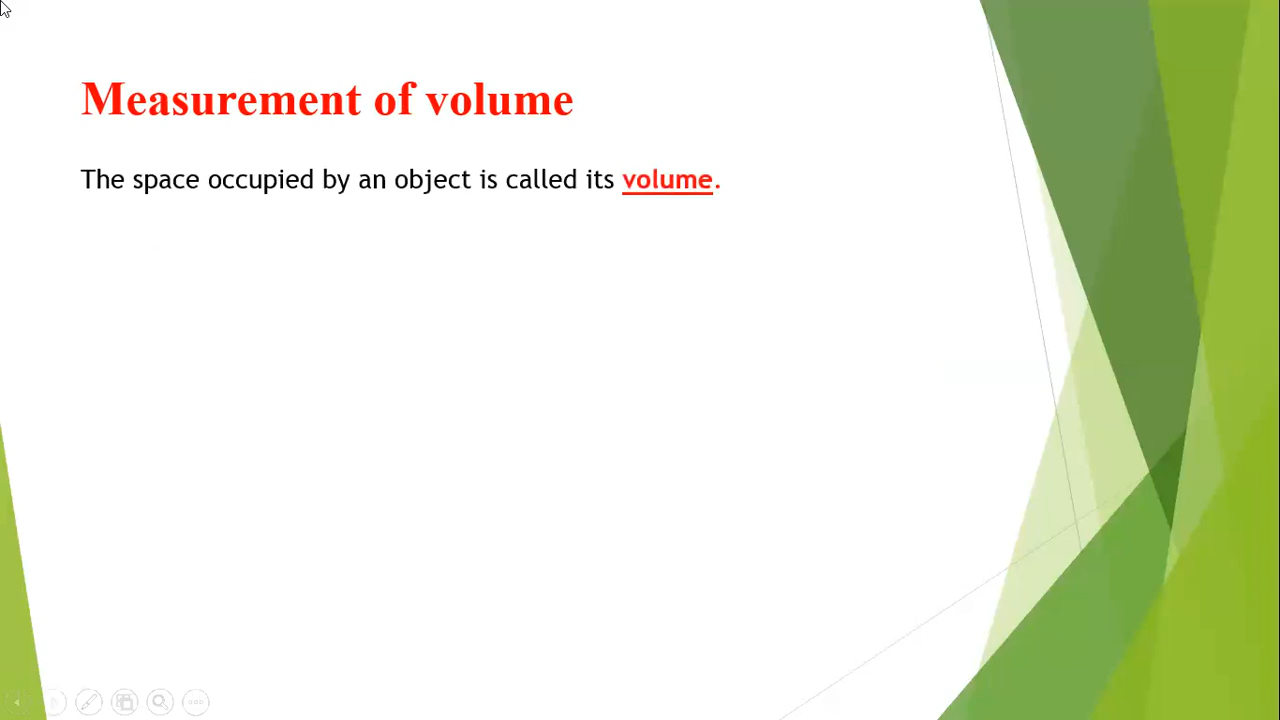 Measurement of volume
The space occupied by an object is called its volume.